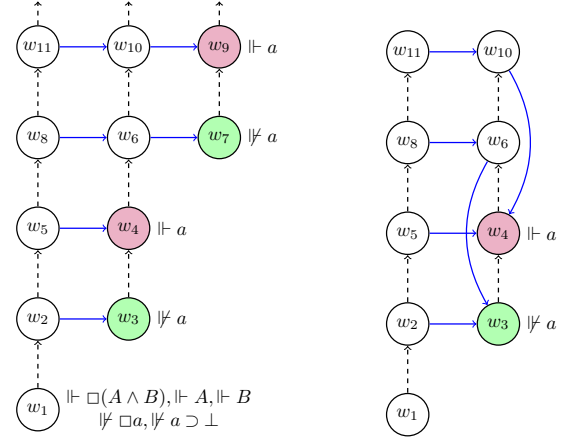 w₁₁ w₁₀ w₉ ⊩ a
w₈ w₆ w₇ ⊮ a
w₅ w₄ ⊩ a
w₂ w₃ ⊮ a
w₁ ⊩ □(A ∧ B), ⊩ A, ⊩ B
⊮ □a, ⊮ a ⊃ ⊥
w₁₁ w₁₀
w₈ w₆
w₅ w₄ ⊩ a
w₂ w₃ ⊮ a
w₁